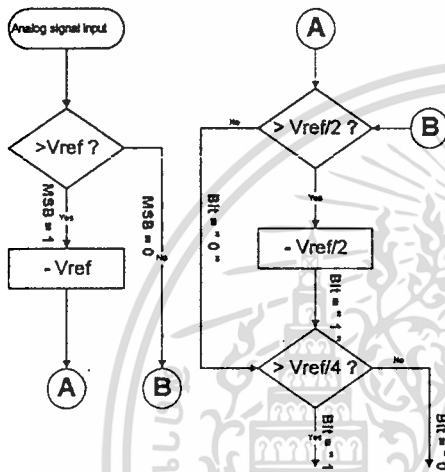 Analog signal input
>Vref ?
Yes
MSB = 1
No
MSB = 0
- Vref
A
B
A
> Vref/2 ?
B
No
Bit = "0"
Yes
- Vref/2
Bit = "1"
> Vref/4 ?
No
Yes
Bit = "1
Bit = "0